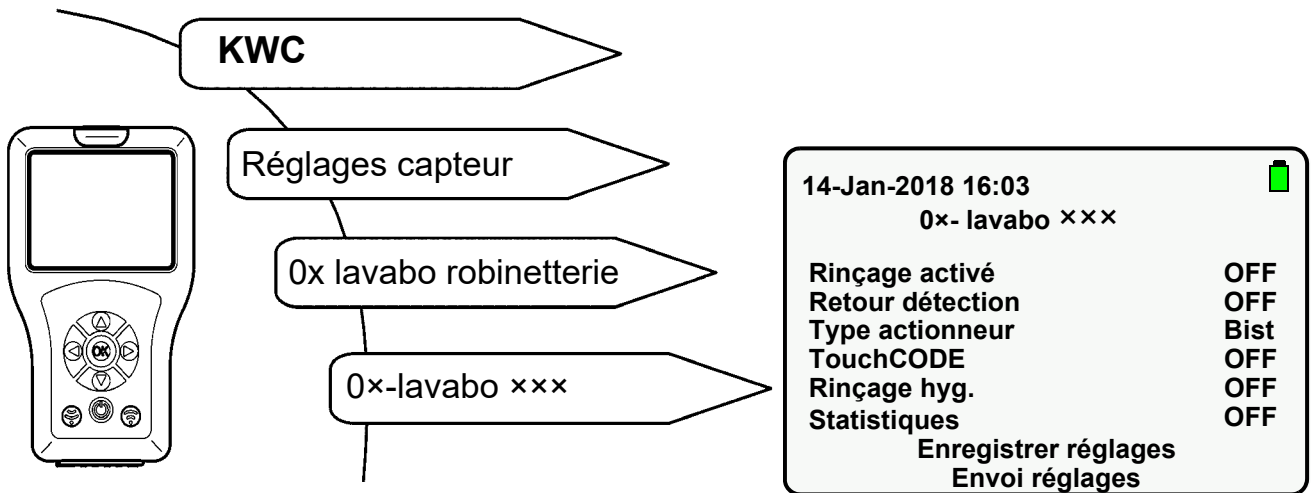 KWC
Réglages capteur
0x lavabo robinetterie
0×-lavabo ×××
OK
14-Jan-2018 16:03
0×- lavabo ×××
Rinçage activé OFF
Retour détection OFF
Type actionneur Bist
TouchCODE OFF
Rinçage hyg. OFF
Statistiques OFF
Enregistrer réglages
Envoi réglages